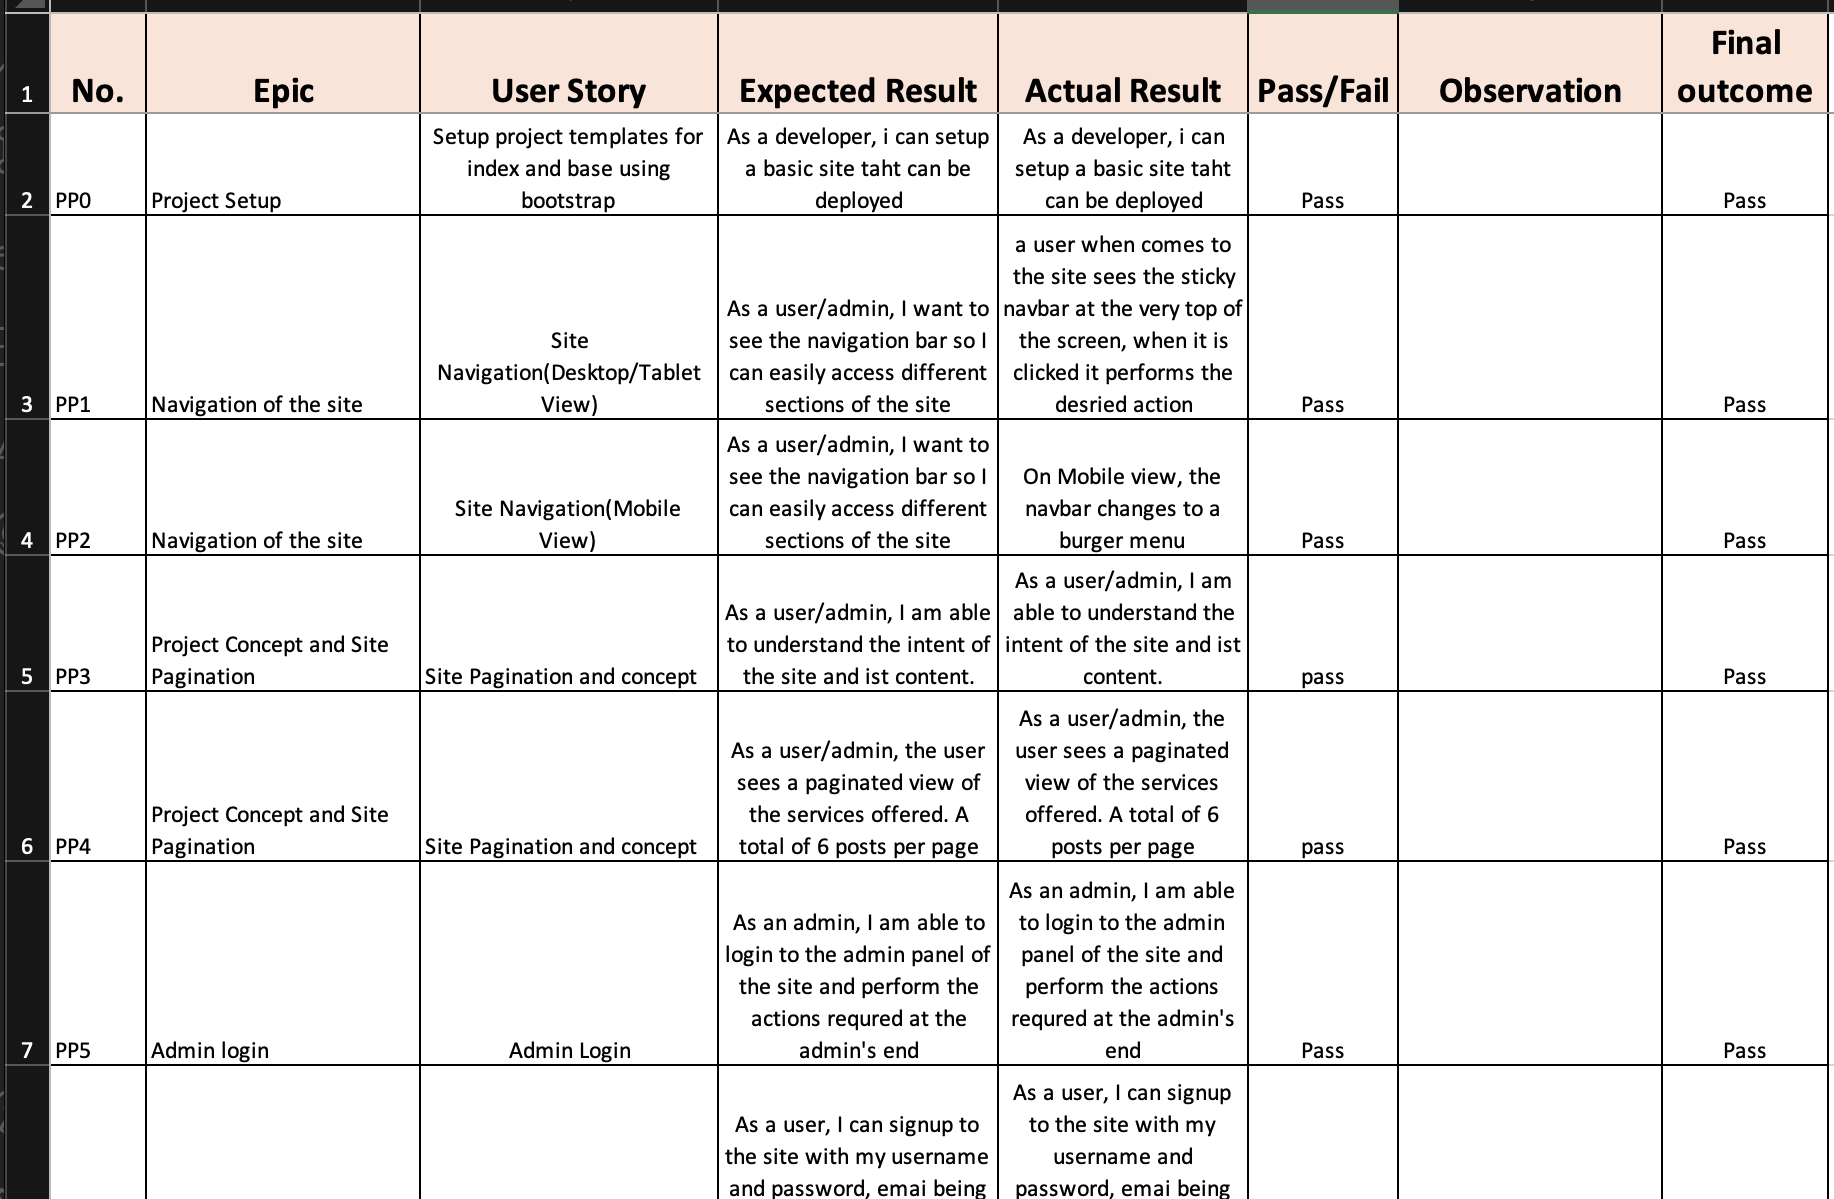 No.
Epic
User Story
Expected Result
Actual Result
Pass/Fail
Observation
Final
outcome
1
2
PP0
Project Setup
Setup project templates for
index and base using
bootstrap
As a developer, i can setup
a basic site taht can be
deployed
As a developer, i can
setup a basic site taht
can be deployed
Pass
Pass
3
PP1
Navigation of the site
Site
Navigation(Desktop/Tablet
View)
As a user/admin, I want to
see the navigation bar so I
can easily access different
sections of the site
a user when comes to
the site sees the sticky
navbar at the very top of
the screen, when it is
clicked it performs the
desried action
Pass
Pass
4
PP2
Navigation of the site
Site Navigation(Mobile
View)
As a user/admin, I want to
see the navigation bar so I
can easily access different
sections of the site
On Mobile view, the
navbar changes to a
burger menu
Pass
Pass
5
PP3
Project Concept and Site
Pagination
Site Pagination and concept
As a user/admin, I am able
to understand the intent of
the site and ist content.
As a user/admin, I am
able to understand the
intent of the site and ist
content.
pass
Pass
6
PP4
Project Concept and Site
Pagination
Site Pagination and concept
As a user/admin, the user
sees a paginated view of
the services offered. A
total of 6 posts per page
As a user/admin, the
user sees a paginated
view of the services
offered. A total of 6
posts per page
pass
Pass
7
PP5
Admin login
Admin Login
As an admin, I am able to
login to the admin panel of
the site and perform the
actions requred at the
admin's end
As an admin, I am able
to login to the admin
panel of the site and
perform the actions
requred at the admin's
end
Pass
Pass
As a user, I can signup to
the site with my username
and password, emai being
As a user, I can signup
to the site with my
username and
password, emai being